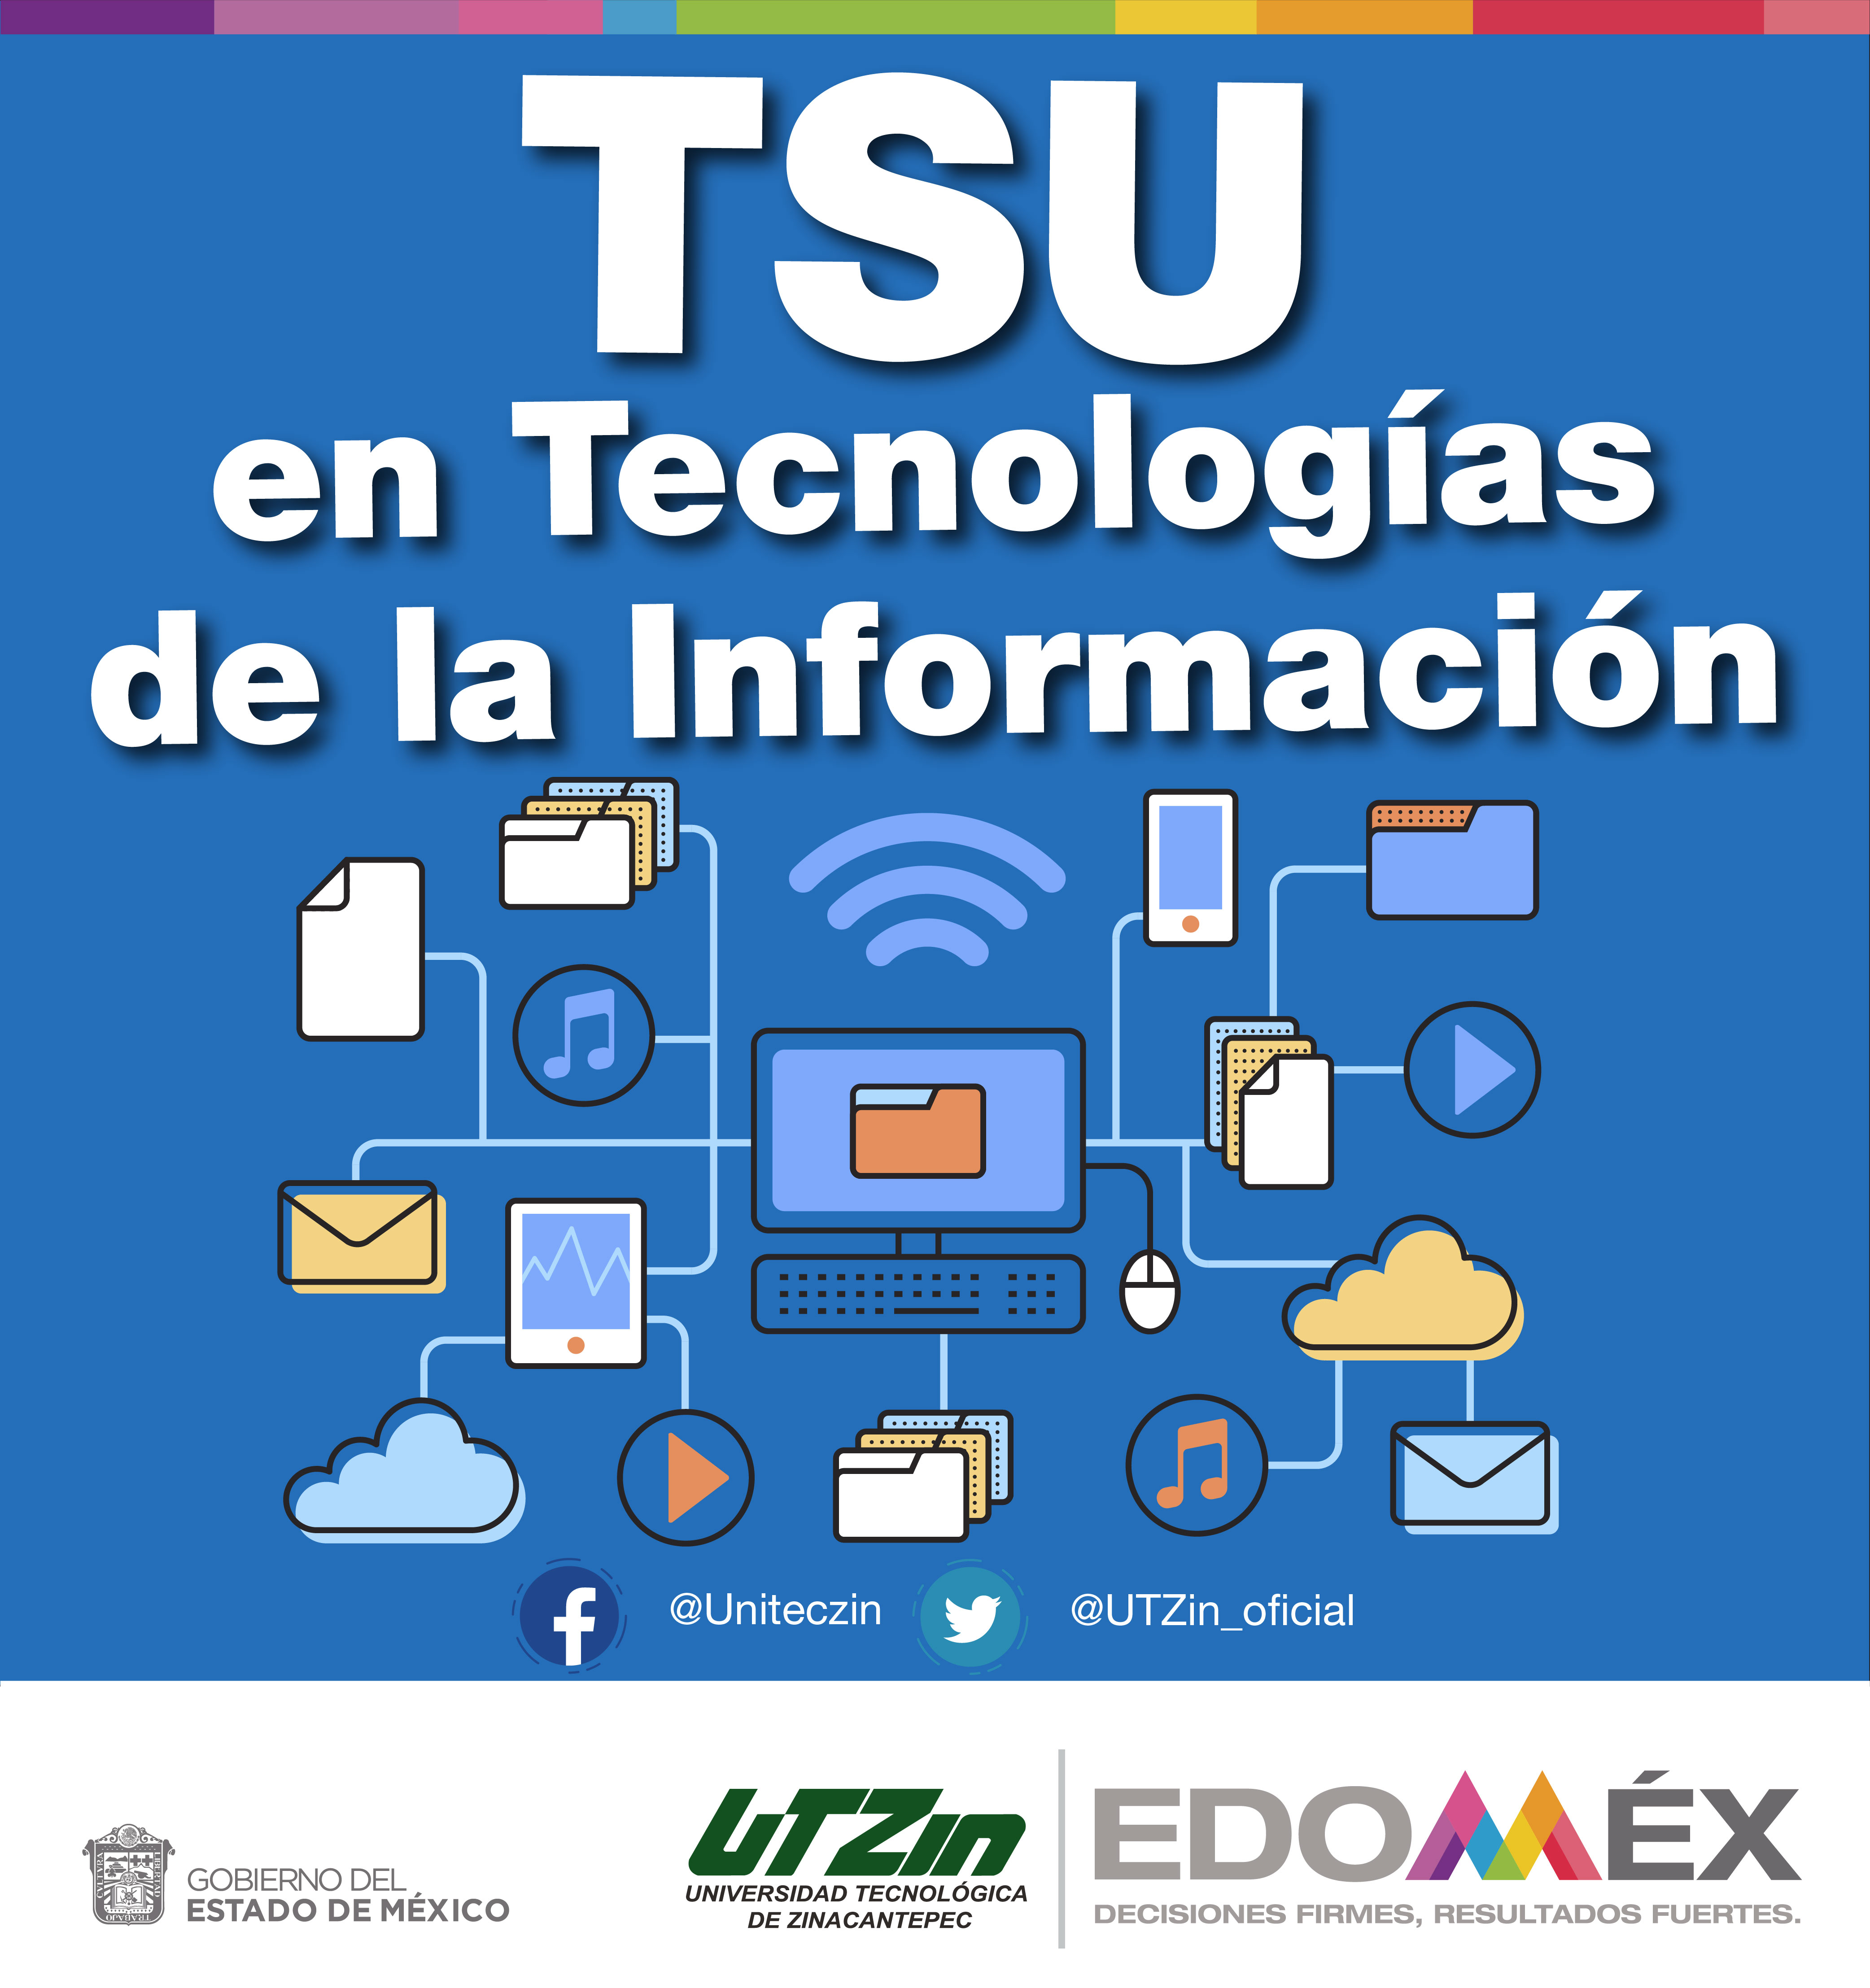 TSU
en Tecnologías
de la Información
@Uniteczin @UTZin_oficial
GOBIERNO DEL
ESTADO DE MÉXICO
UTZin
UNIVERSIDAD TECNOLÓGICA
DE ZINACANTEPEC
EDOMÉX
DECISIONES FIRMES, RESULTADOS FUERTES.